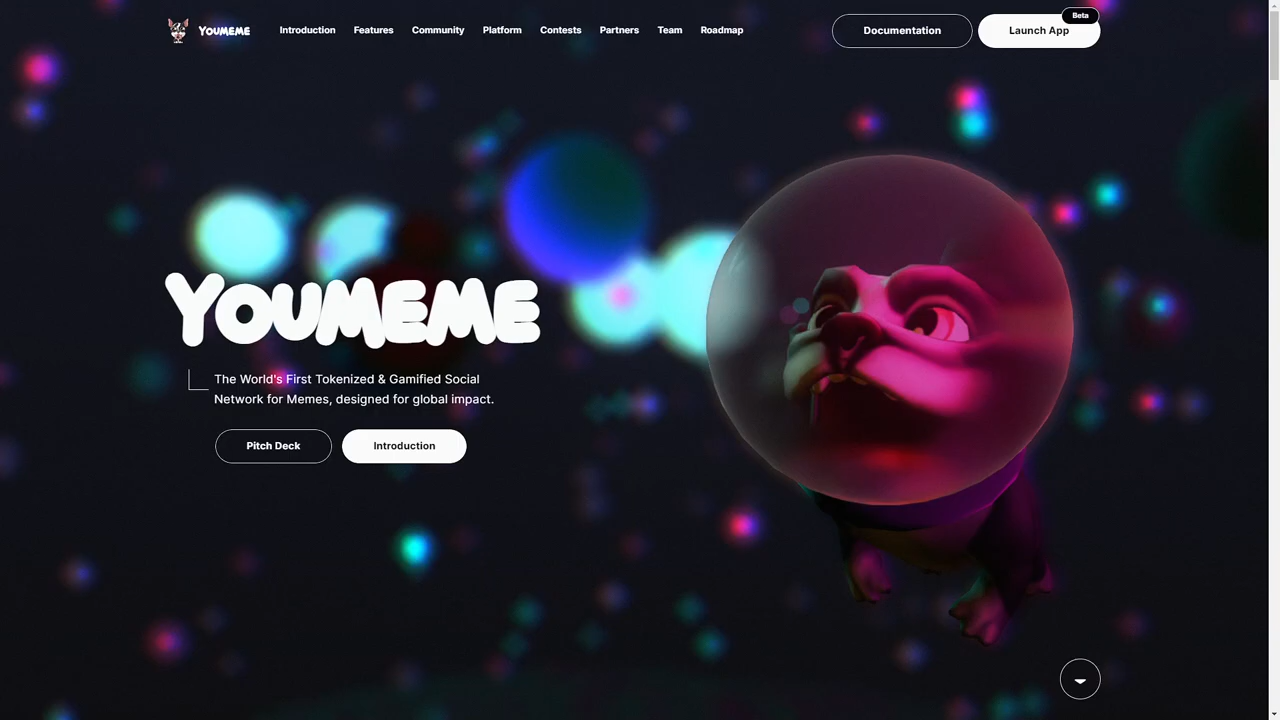 YOUMEME
Introduction
Features
Community
Platform
Contests
Partners
Team
Roadmap
Documentation
Launch App
Beta
YOUMEME
The World's First Tokenized & Gamified Social
Network for Memes, designed for global impact.
Pitch Deck
Introduction